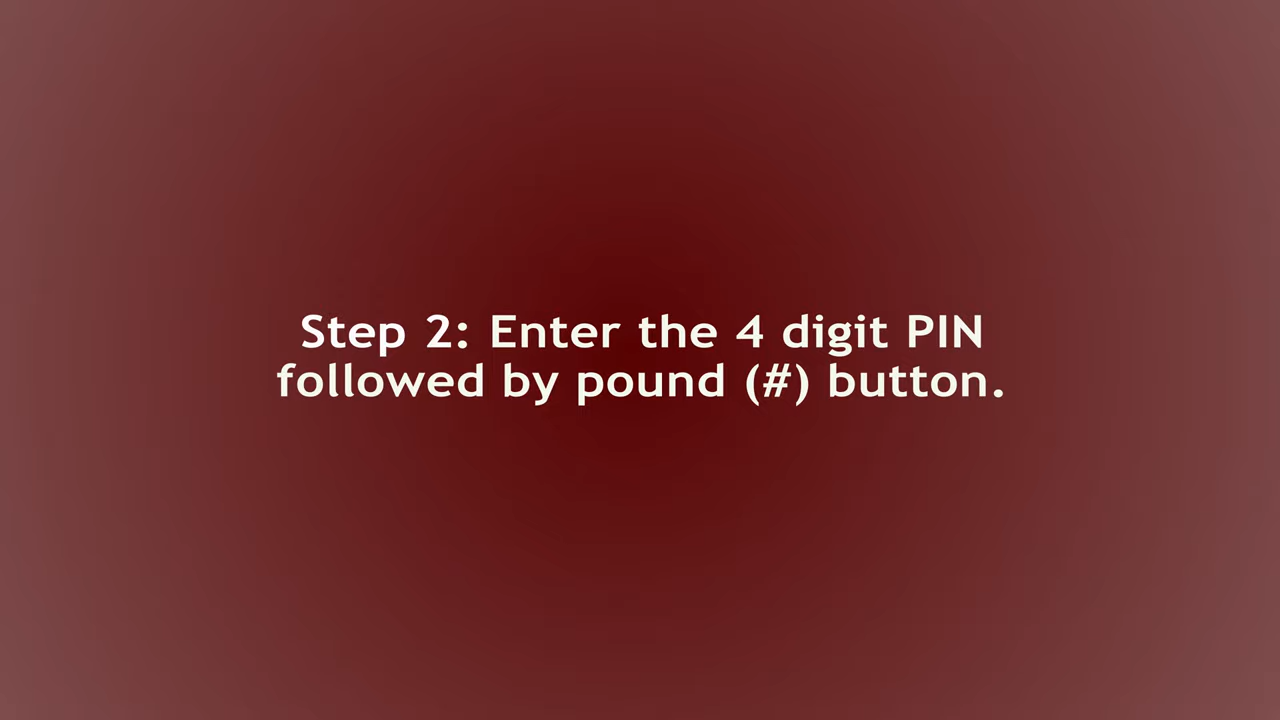 Step 2: Enter the 4 digit PIN
followed by pound (#) button.